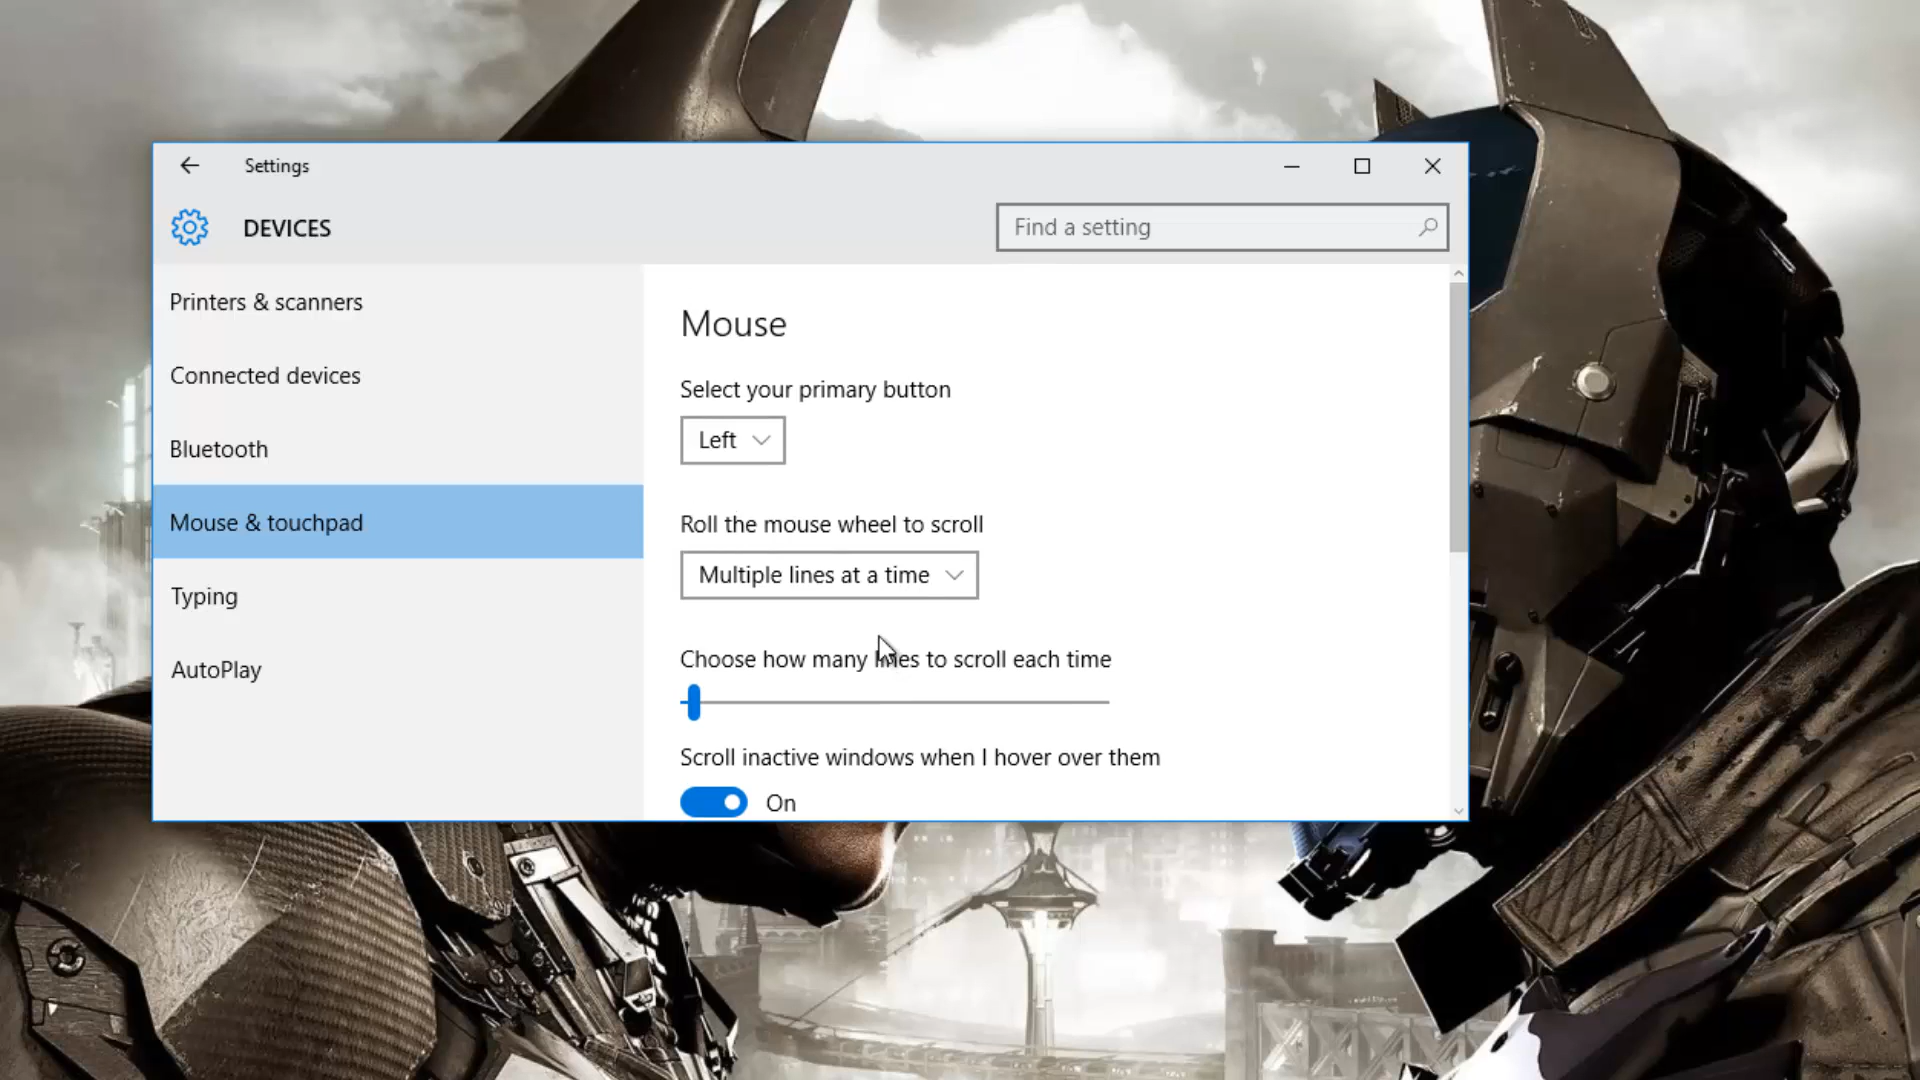 Settings
DEVICES
Find a setting
Printers & scanners
Connected devices
Bluetooth
Mouse & touchpad
Typing
AutoPlay
Mouse
Select your primary button
Left
Roll the mouse wheel to scroll
Multiple lines at a time
Choose how many lines to scroll each time
Scroll inactive windows when I hover over them
On